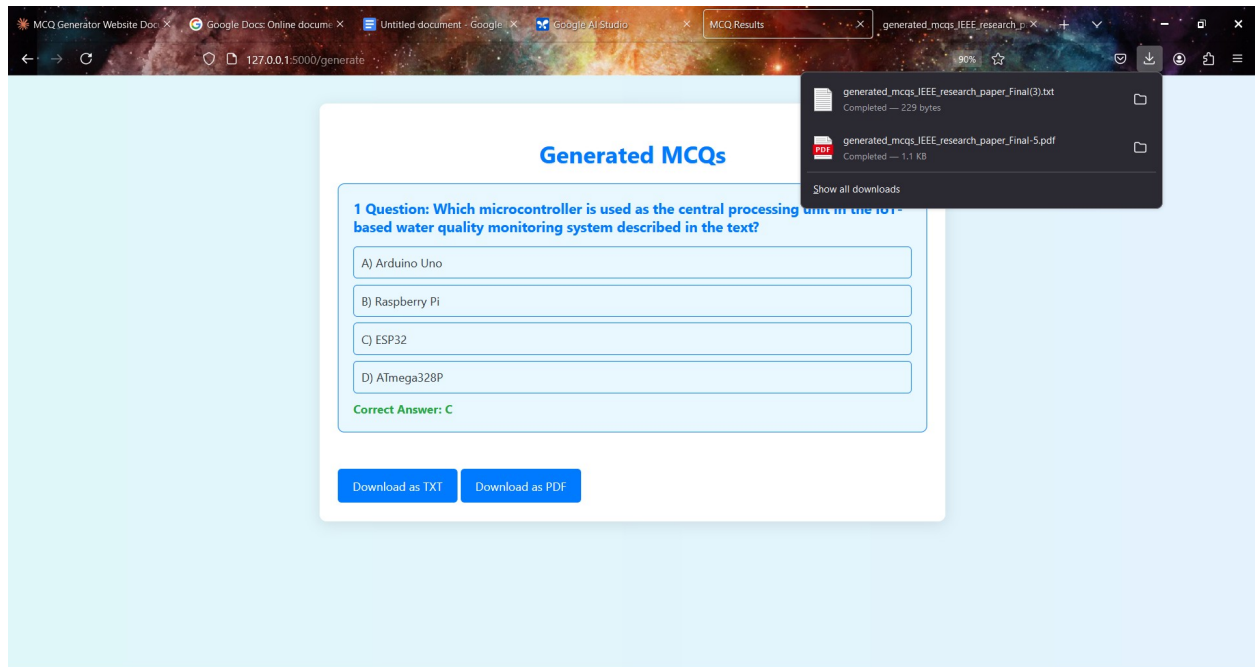 MCQ Generator Website Doc
Google Docs: Online docume
Untitled document - Google
Google AI Studio
MCQ Results
generated_mcqs_IEEE_research_p
127.0.0.1:5000/generate
90%
generated_mcqs_IEEE_research_paper_Final(3).txt
Completed — 229 bytes
PDF
generated_mcqs_IEEE_research_paper_Final-5.pdf
Completed — 1.1 KB
Show all downloads
Generated MCQs
1 Question: Which microcontroller is used as the central processing unit in the IoT-
based water quality monitoring system described in the text?
A) Arduino Uno
B) Raspberry Pi
C) ESP32
D) ATmega328P
Correct Answer: C
Download as TXT
Download as PDF